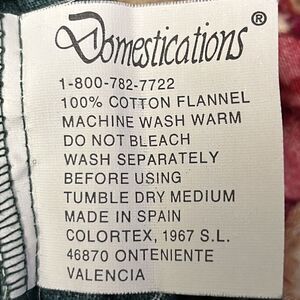 Domestications®
1-800-782-7722
100% COTTON FLANNEL
MACHINE WASH WARM
DO NOT BLEACH
WASH SEPARATELY
BEFORE USING
TUMBLE DRY MEDIUM
MADE IN SPAIN
COLORTEX, 1967 S.L.
46870 ONTENIENTE
VALENCIA